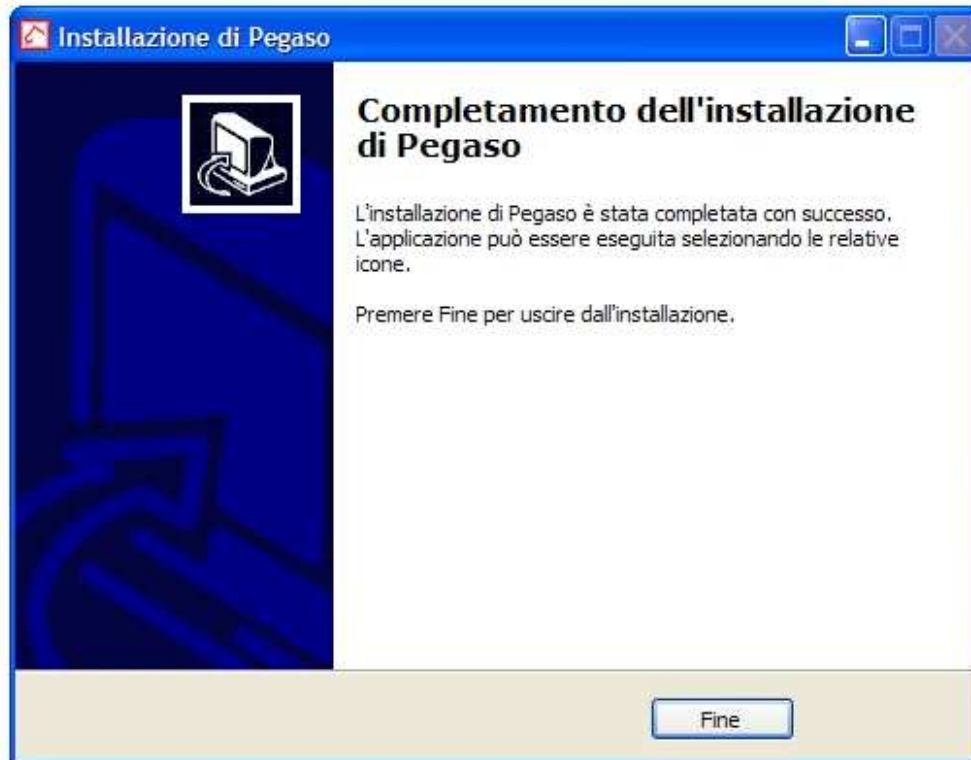 Installazione di Pegaso
Completamento dell'installazione
di Pegaso
L'installazione di Pegaso è stata completata con successo.
L'applicazione può essere eseguita selezionando le relative
icone.
Premere Fine per uscire dall'installazione.
Fine